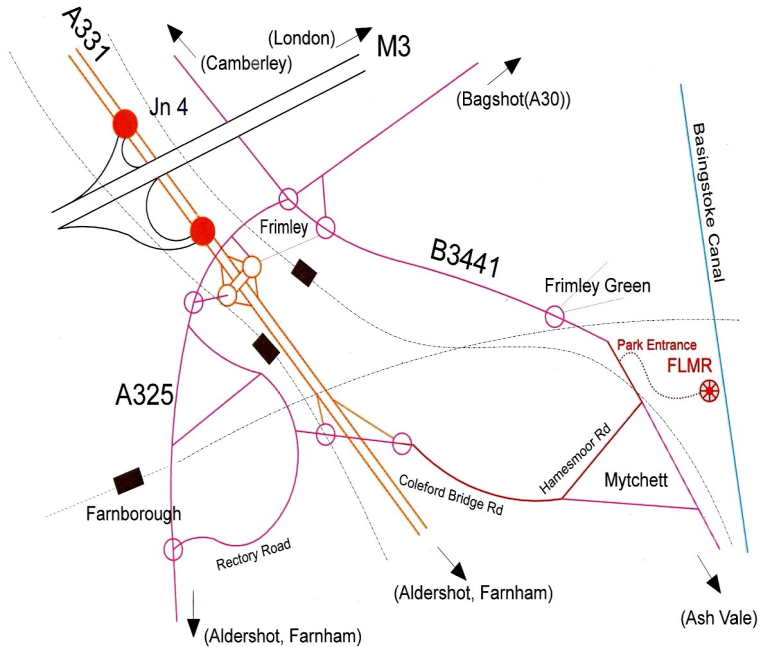 A331
(London)
M3
(Camberley)
Jn 4
(Bagshot(A30))
Basingstoke Canal
Frimley
B3441
Frimley Green
Park Entrance
FLMR
A325
Hamesmoor Rd
Mytchett
Coleford Bridge Rd
Farnborough
Rectory Road
(Aldershot, Farnham)
(Ash Vale)
(Aldershot, Farnham)